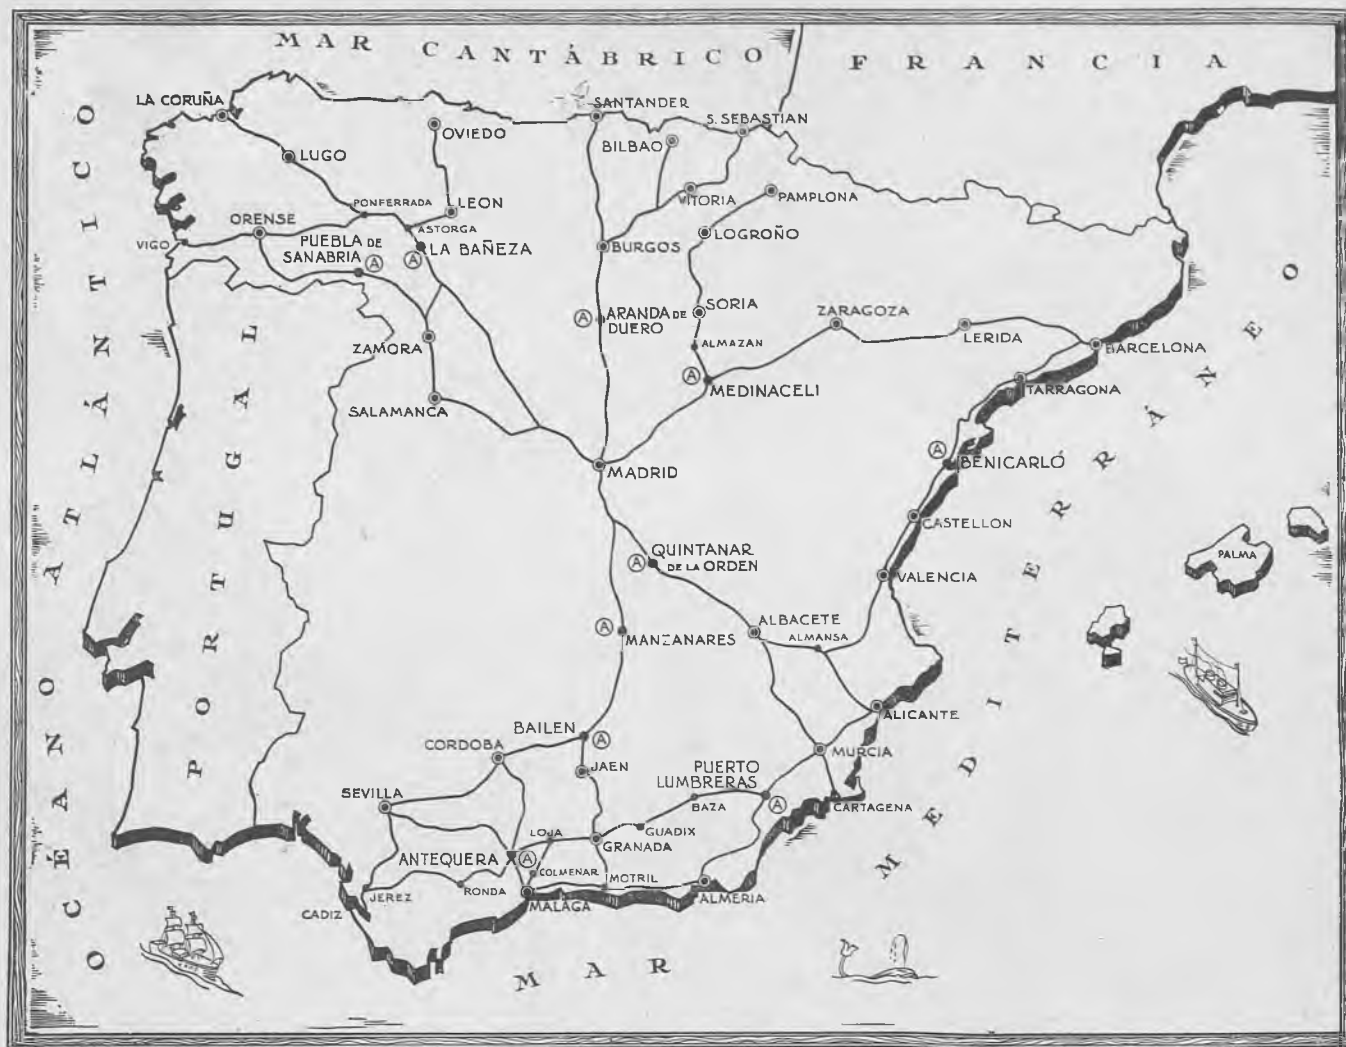 MAR CANTÁBRICO
FRANCIA
OCÉANO ATLÁNTICO
PORTUGAL
MAR
MEDITERRÁNEO
LA CORUÑA
LUGO
OVIEDO
SANTANDER
S. SEBASTIAN
BILBAO
VITORIA
PAMPLONA
PONFERRADA
LEON
ASTORGA
ORENSE
VIGO
PUEBLA DE
SANABRIA
A
A
LA BAÑEZA
BURGOS
LOGROÑO
A
ARANDA DE
DUERO
SORIA
ALMAZAN
ZARAGOZA
LERIDA
BARCELONA
ZAMORA
A
MEDINACELI
TARRAGONA
SALAMANCA
MADRID
A
BENICARLÓ
CASTELLON
QUINTANAR
DE LA ORDEN
A
VALENCIA
PALMA
A
MANZANARES
ALBACETE
ALMANSA
ALICANTE
BAILEN
A
CORDOBA
JAEN
MURCIA
PUERTO
LUMBRERAS
A
BAZA
CARTAGENA
SEVILLA
LOJA
GUADIX
GRANADA
ANTEQUERA
A
COLMENAR
MOTRIL
RONDA
JEREZ
CADIZ
MALAGA
ALMERIA